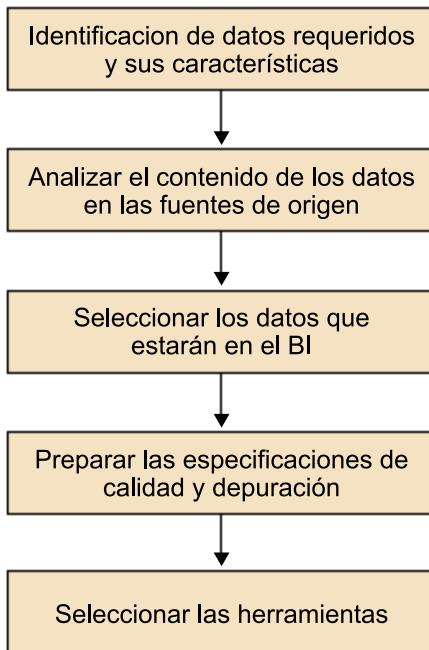 Identificacion de datos requeridos
y sus características
Analizar el contenido de los datos
en las fuentes de origen
Seleccionar los datos que
estarán en el BI
Preparar las especificaciones de
calidad y depuración
Seleccionar las herramientas